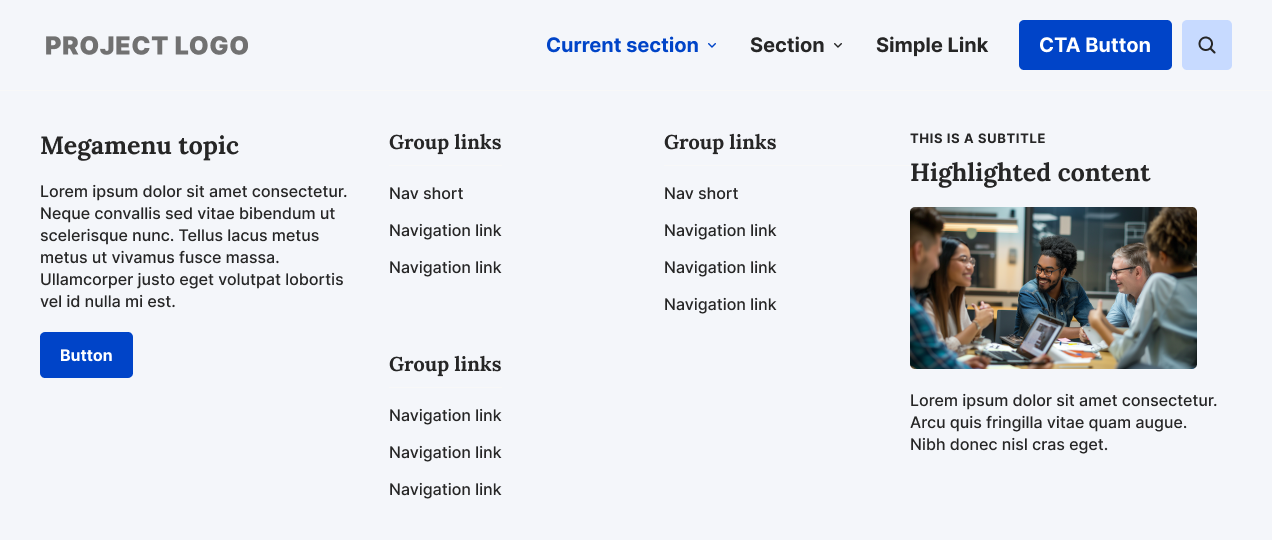 PROJECT LOGO
Current section
Section
Simple Link
CTA Button
Megamenu topic
Lorem ipsum dolor sit amet consectetur.
Neque convallis sed vitae bibendum ut
scelerisque nunc. Tellus lacus metus
metus ut vivamus fusce massa.
Ullamcorper justo eget volutpat lobortis
vel id nulla mi est.
Button
Group links
Nav short
Navigation link
Navigation link
Group links
Navigation link
Navigation link
Navigation link
Group links
Nav short
Navigation link
Navigation link
Navigation link
THIS IS A SUBTITLE
Highlighted content
Lorem ipsum dolor sit amet consectetur.
Arcu quis fringilla vitae quam augue.
Nibh donec nisl cras eget.